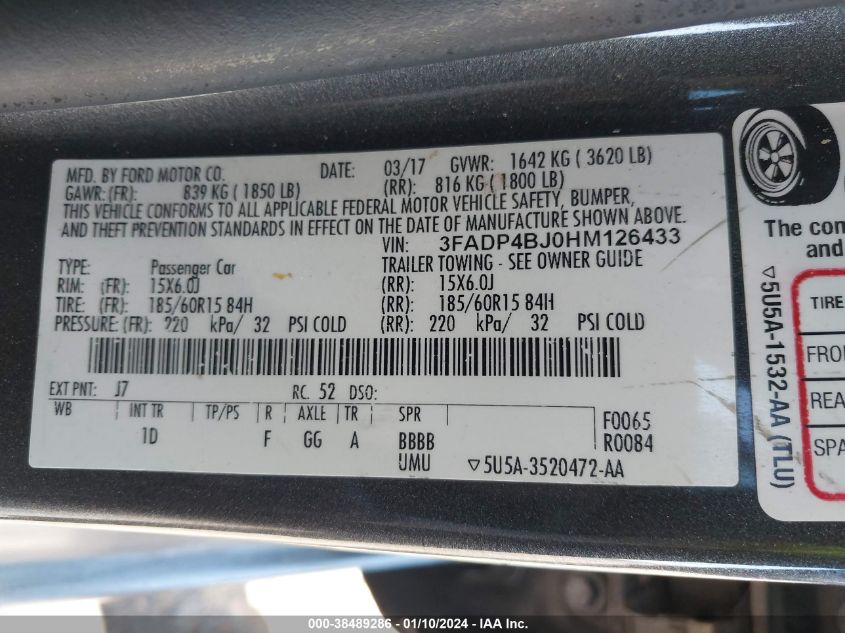 MFD. BY FORD MOTOR CO. DATE: 03/17 GVWR: 1642 KG ( 3620 LB)
GAWR: (FR): 839 KG ( 1850 LB) (RR): 816 KG ( 1800 LB)
THIS VEHICLE CONFORMS TO ALL APPLICABLE FEDERAL MOTOR VEHICLE SAFETY, BUMPER,
AND THEFT PREVENTION STANDARDS IN EFFECT ON THE DATE OF MANUFACTURE SHOWN ABOVE.
VIN: 3FADP4BJ0HM126433
TYPE: Passenger Car TRAILER TOWING - SEE OWNER GUIDE
RIM: (FR): 15X6.0J (RR): 15X6.0J
TIRE: (FR): 185/60R15 84H (RR): 185/60R15 84H
PRESSURE: (FR): 220 kPa/ 32 PSI COLD (RR): 220 kPa/ 32 PSI COLD
EXT PNT: J7 RC: 52 DSO:
WB INT TR TP/PS R AXLE TR SPR F0065
1D F GG A BBBB R0084
UMU ▽5U5A-3520472-AA
The con
and
TIRE
FRO
REA
SPA
▽5U5A-1532-AA (TLU)
000-38489286 - 01/10/2024 - IAA Inc.